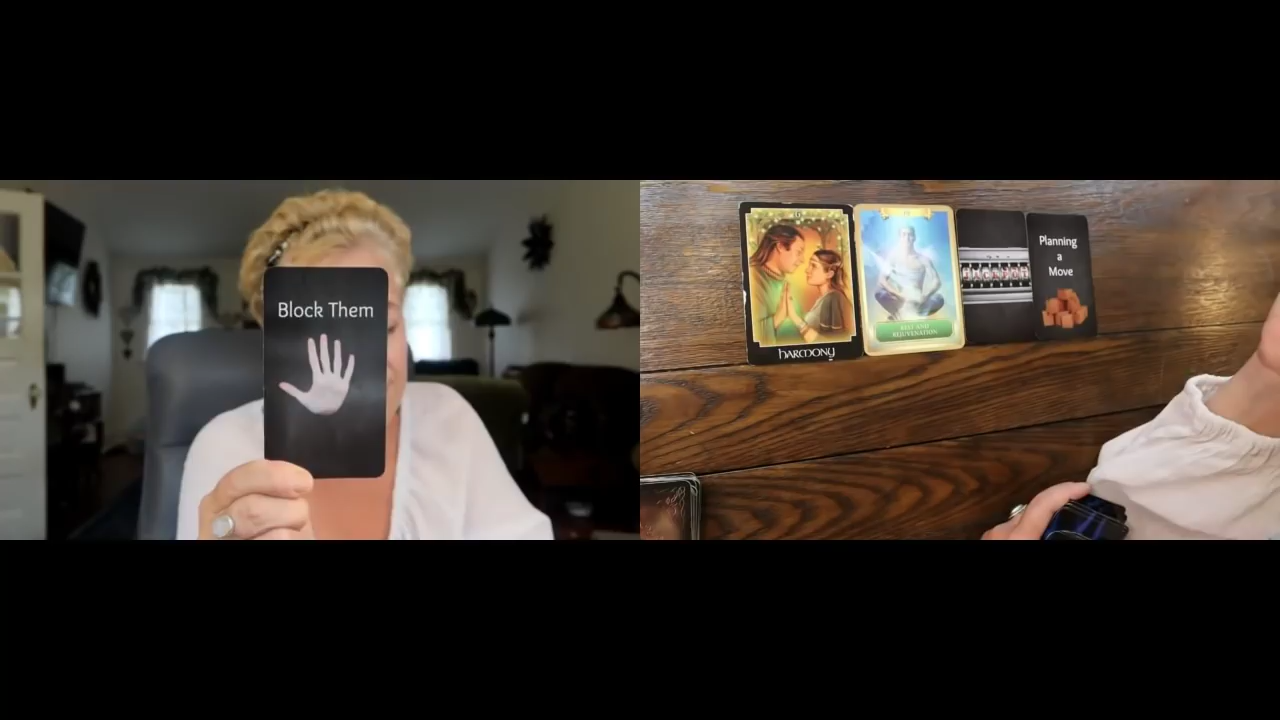 Block Them
HARMONY
REST AND
REJUVENATION
Planning
a
Move